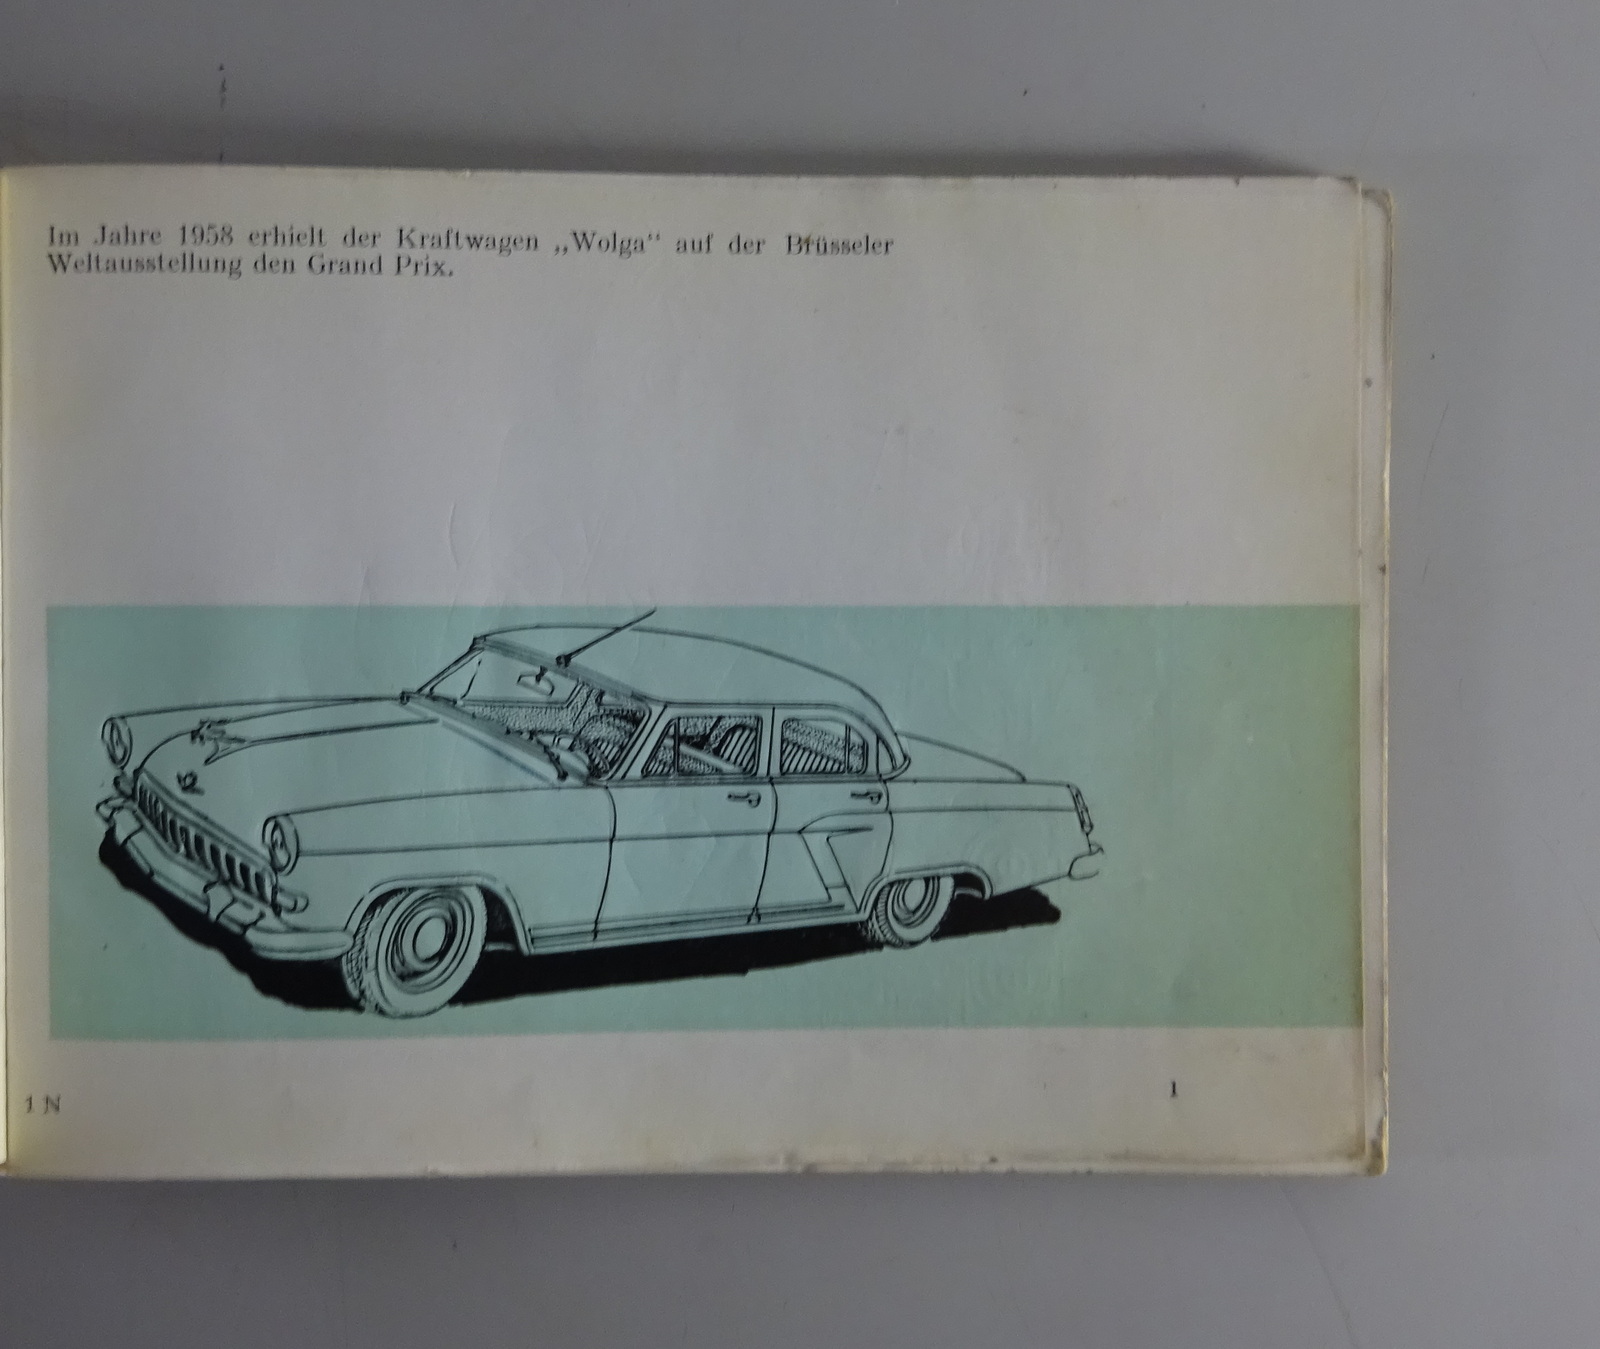 Im Jahre 1958 erhielt der Kraftwagen „Wolga“ auf der Brüsseler
Weltausstellung den Grand Prix.
1 N
1